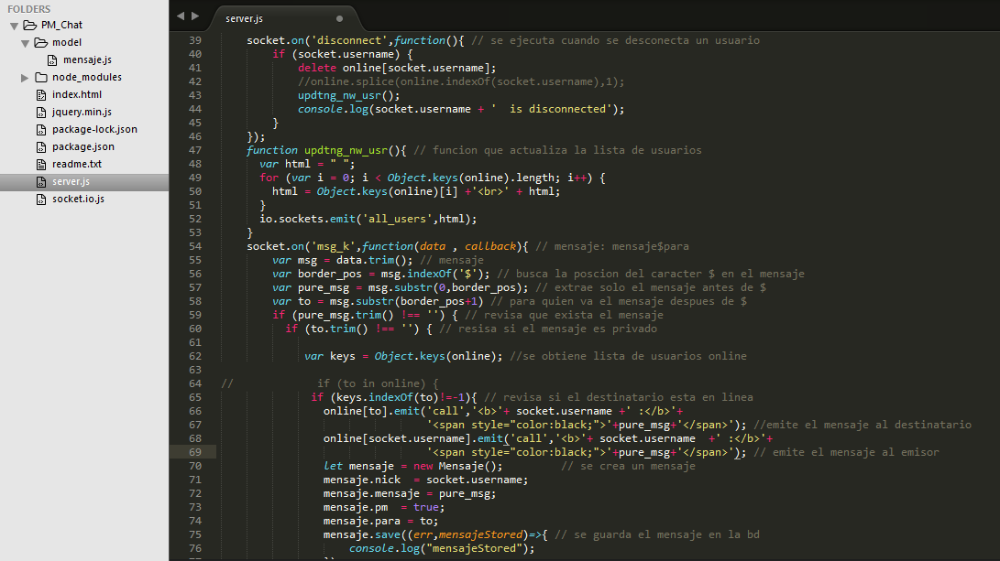 FOLDERS
PM_Chat
model
mensaje.js
node_modules
index.html
jquery.min.js
package-lock.json
package.json
readme.txt
server.js
socket.io.js
server.js
39 socket.on('disconnect',function(){ // se ejecuta cuando se desconecta un usuario
40 if (socket.username) {
41 delete online[socket.username];
42 //online.splice(online.indexOf(socket.username),1);
43 updtng_nw_usr();
44 console.log(socket.username + '  is disconnected');
45 }
46 });
47 function updtng_nw_usr(){ // funcion que actualiza la lista de usuarios
48 var html = " ";
49 for (var i = 0; i < Object.keys(online).length; i++) {
50 html = Object.keys(online)[i] +'<br>' + html;
51 }
52 io.sockets.emit('all_users',html);
53 }
54 socket.on('msg_k',function(data , callback){ // mensaje: mensaje$para
55 var msg = data.trim(); // mensaje
56 var border_pos = msg.indexOf('$'); // busca la poscion del caracter $ en el mensaje
57 var pure_msg = msg.substr(0,border_pos); // extrae solo el mensaje antes de $
58 var to = msg.substr(border_pos+1) // para quien va el mensaje despues de $
59 if (pure_msg.trim() !== '') { // revisa que exista el mensaje
60 if (to.trim() !== '') { // resisa si el mensaje es privado
61
62 var keys = Object.keys(online); //se obtiene lista de usuarios online
63
64 // if (to in online) {
65 if (keys.indexOf(to)!=-1){ // revisa si el destinatario esta en linea
66 online[to].emit('call','<b>'+ socket.username +' :</b>'+
67 '<span style="color:black;">'+pure_msg+'</span>'); //emite el mensaje al destinatario
68 online[socket.username].emit('call','<b>'+ socket.username  +' :</b>'+
69 '<span style="color:black;">'+pure_msg+'</span>'); // emite el mensaje al emisor
70 let mensaje = new Mensaje(); // se crea un mensaje
71 mensaje.nick  = socket.username;
72 mensaje.mensaje = pure_msg;
73 mensaje.pm  = true;
74 mensaje.para = to;
75 mensaje.save((err,mensajeStored)=>{ // se guarda el mensaje en la bd
76 console.log("mensajeStored");